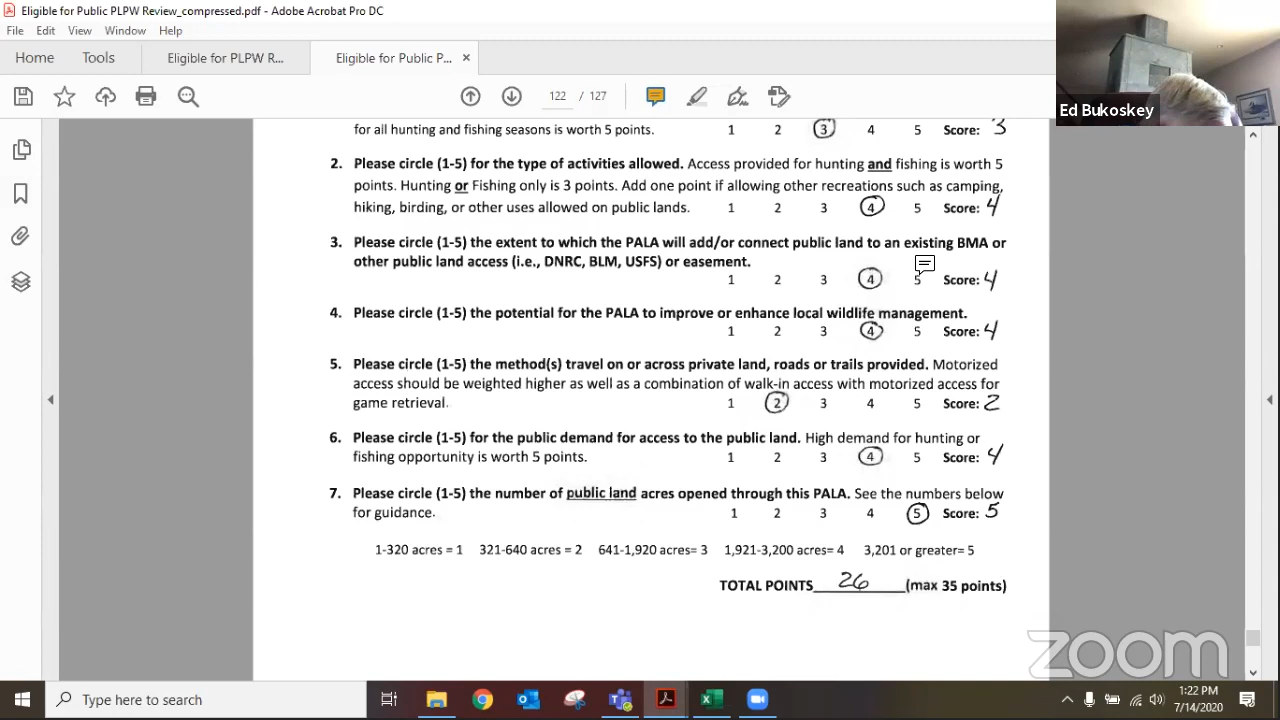 Eligible for Public PLPW Review_compressed.pdf - Adobe Acrobat Pro DC
File Edit View Window Help
Home Tools Eligible for PLPW R... Eligible for Public P... ×
122 / 127
Ed Bukoskey
for all hunting and fishing seasons is worth 5 points. 1 2 3 4 5 Score: 3
2. Please circle (1-5) for the type of activities allowed. Access provided for hunting and fishing is worth 5
points. Hunting or Fishing only is 3 points. Add one point if allowing other recreations such as camping,
hiking, birding, or other uses allowed on public lands. 1 2 3 4 5 Score: 4
3. Please circle (1-5) the extent to which the PALA will add/or connect public land to an existing BMA or
other public land access (i.e., DNRC, BLM, USFS) or easement.
1 2 3 4 5 Score: 4
4. Please circle (1-5) the potential for the PALA to improve or enhance local wildlife management.
1 2 3 4 5 Score: 4
5. Please circle (1-5) the method(s) travel on or across private land, roads or trails provided. Motorized
access should be weighted higher as well as a combination of walk-in access with motorized access for
game retrieval. 1 2 3 4 5 Score: 2
6. Please circle (1-5) for the public demand for access to the public land. High demand for hunting or
fishing opportunity is worth 5 points. 1 2 3 4 5 Score: 4
7. Please circle (1-5) the number of public land acres opened through this PALA. See the numbers below
for guidance. 1 2 3 4 5 Score: 5
1-320 acres = 1 321-640 acres = 2 641-1,920 acres= 3 1,921-3,200 acres= 4 3,201 or greater= 5
TOTAL POINTS 26 (max 35 points)
zoom
Type here to search
1:22 PM
7/14/2020